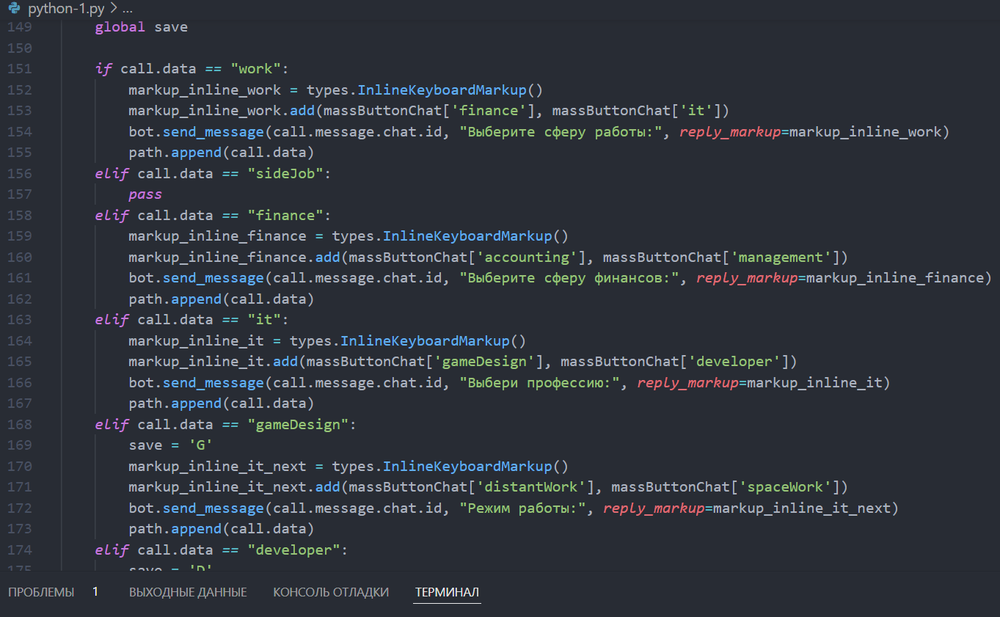 python-1.py > ...
149 global save
150
151 if call.data == "work":
152 markup_inline_work = types.InlineKeyboardMarkup()
153 markup_inline_work.add(massButtonChat['finance'], massButtonChat['it'])
154 bot.send_message(call.message.chat.id, "Выберите сферу работы:", reply_markup=markup_inline_work)
155 path.append(call.data)
156 elif call.data == "sideJob":
157 pass
158 elif call.data == "finance":
159 markup_inline_finance = types.InlineKeyboardMarkup()
160 markup_inline_finance.add(massButtonChat['accounting'], massButtonChat['management'])
161 bot.send_message(call.message.chat.id, "Выберите сферу финансов:", reply_markup=markup_inline_finance)
162 path.append(call.data)
163 elif call.data == "it":
164 markup_inline_it = types.InlineKeyboardMarkup()
165 markup_inline_it.add(massButtonChat['gameDesign'], massButtonChat['developer'])
166 bot.send_message(call.message.chat.id, "Выбери профессию:", reply_markup=markup_inline_it)
167 path.append(call.data)
168 elif call.data == "gameDesign":
169 save = 'G'
170 markup_inline_it_next = types.InlineKeyboardMarkup()
171 markup_inline_it_next.add(massButtonChat['distantWork'], massButtonChat['spaceWork'])
172 bot.send_message(call.message.chat.id, "Режим работы:", reply_markup=markup_inline_it_next)
173 path.append(call.data)
174 elif call.data == "developer":
175 save = 'D'
ПРОБЛЕМЫ 1 ВЫХОДНЫЕ ДАННЫЕ КОНСОЛЬ ОТЛАДКИ ТЕРМИНАЛ